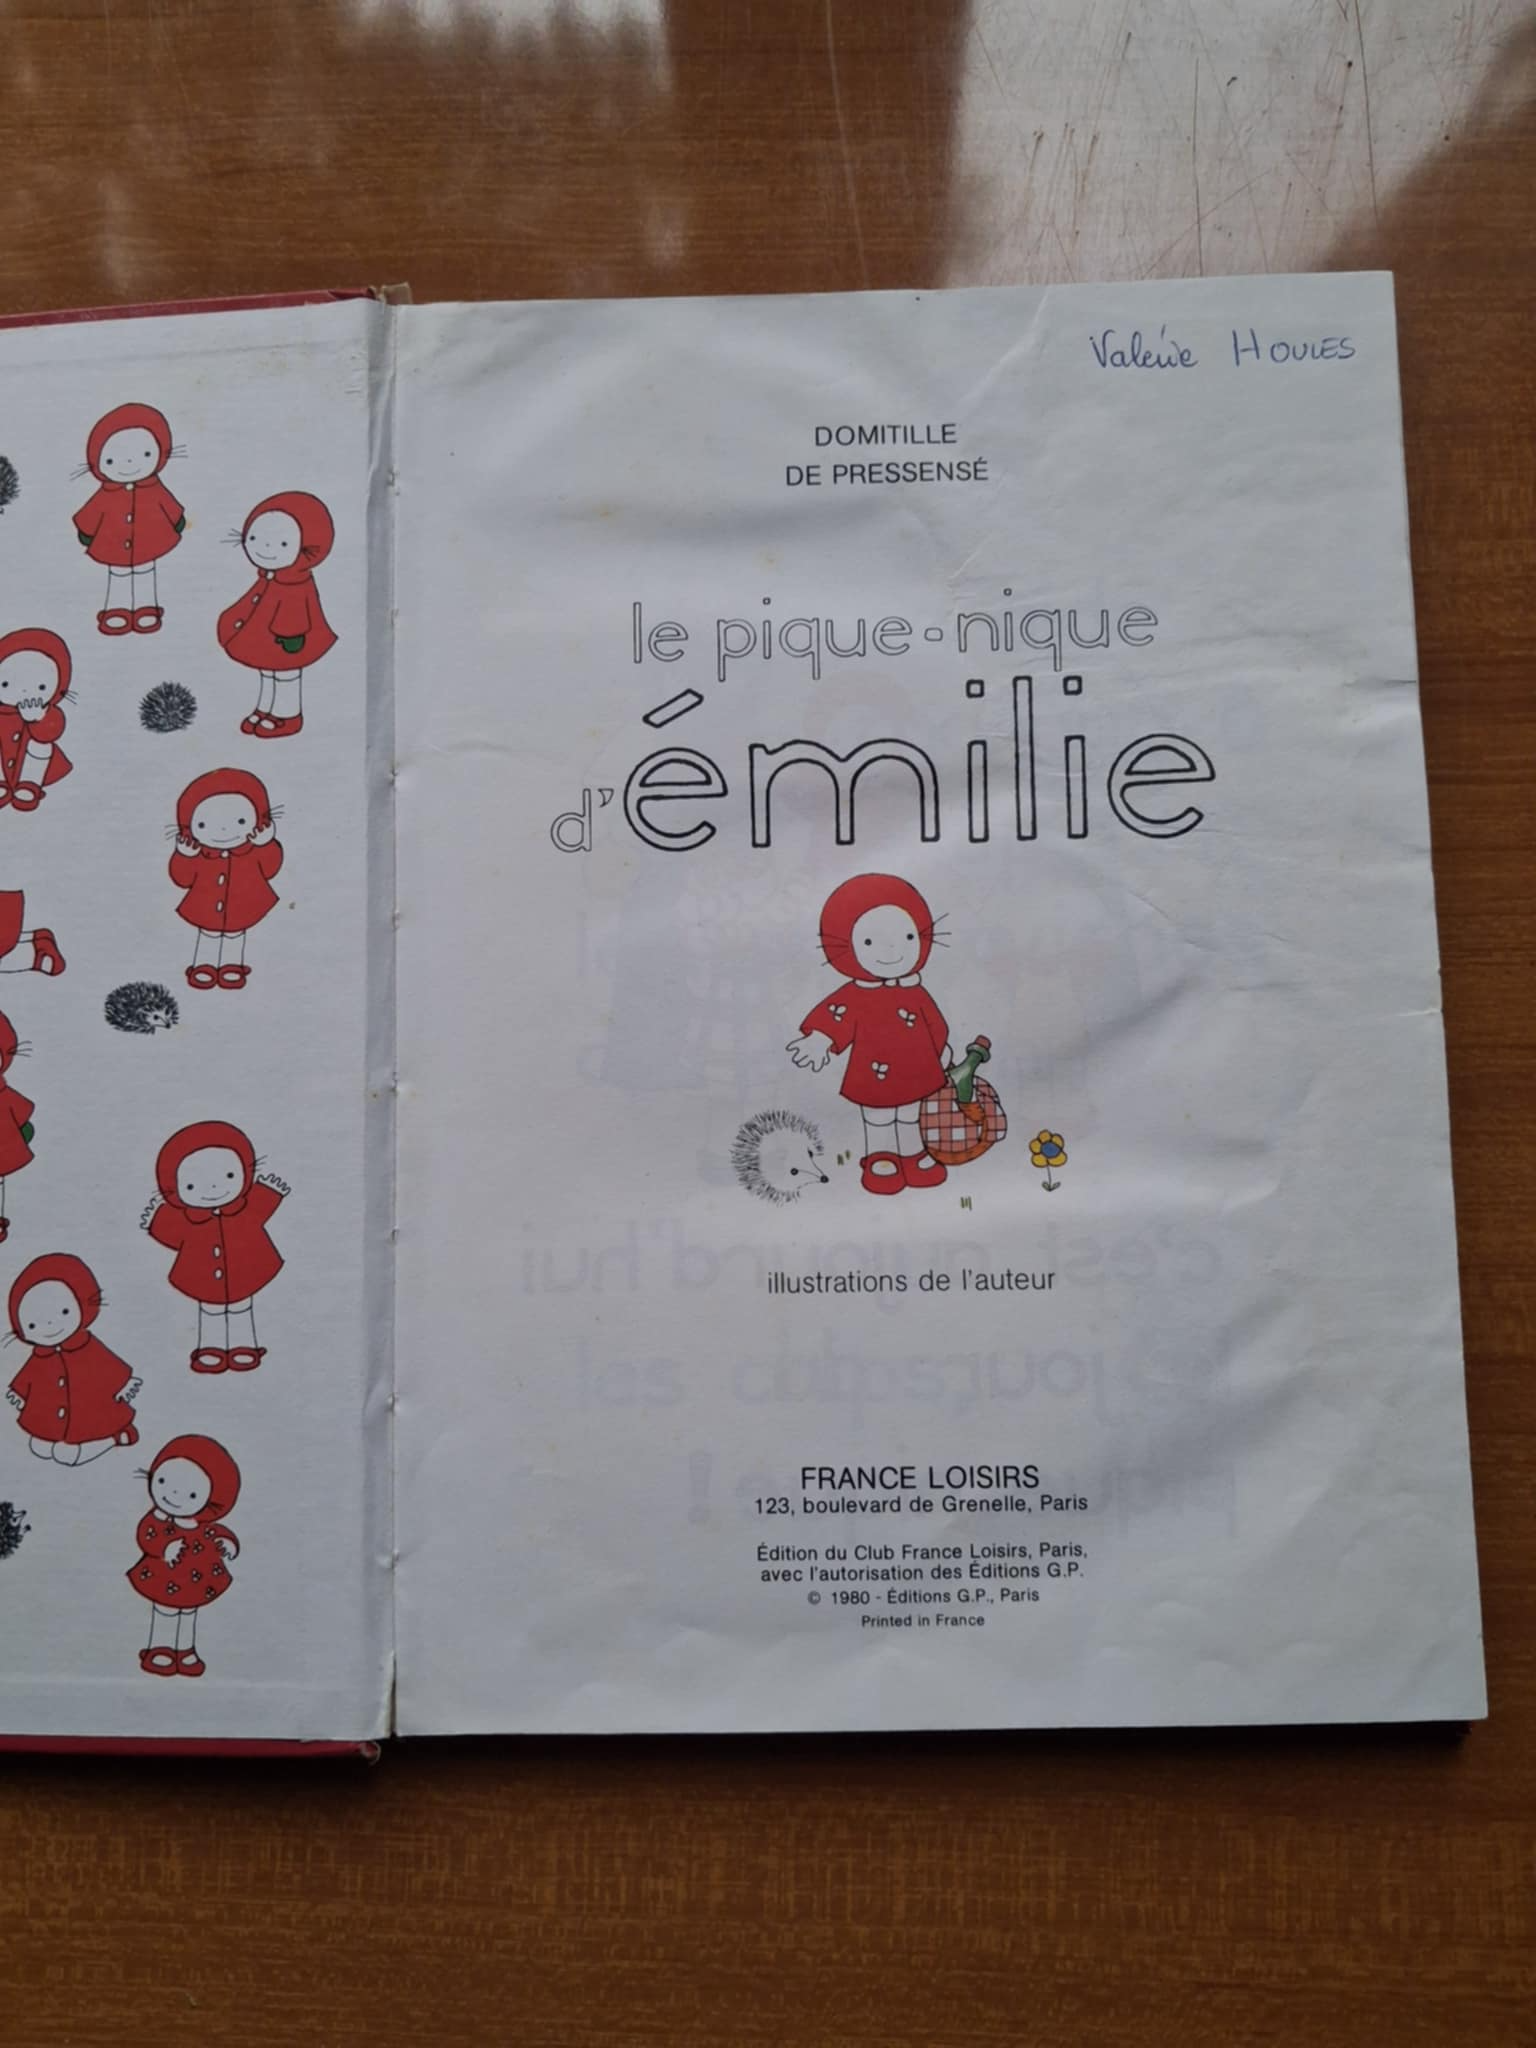 Valérie HOULES
DOMITILLE
DE PRESSENSÉ
le pique-nique
d'émilie
illustrations de l'auteur
FRANCE LOISIRS
123, boulevard de Grenelle, Paris
Édition du Club France Loisirs, Paris,
avec l'autorisation des Éditions G.P.
© 1980 - Éditions G.P., Paris
Printed in France